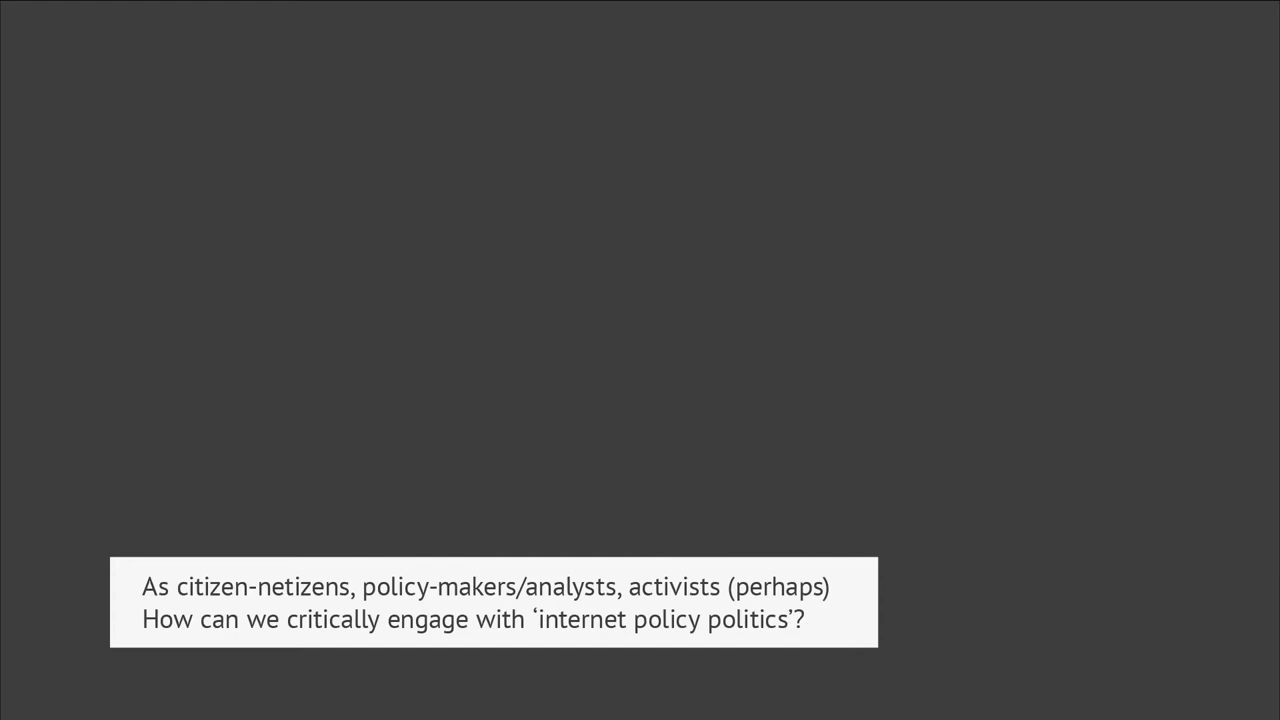 As citizen-netizens, policy-makers/analysts, activists (perhaps)
How can we critically engage with ‘internet policy politics’?